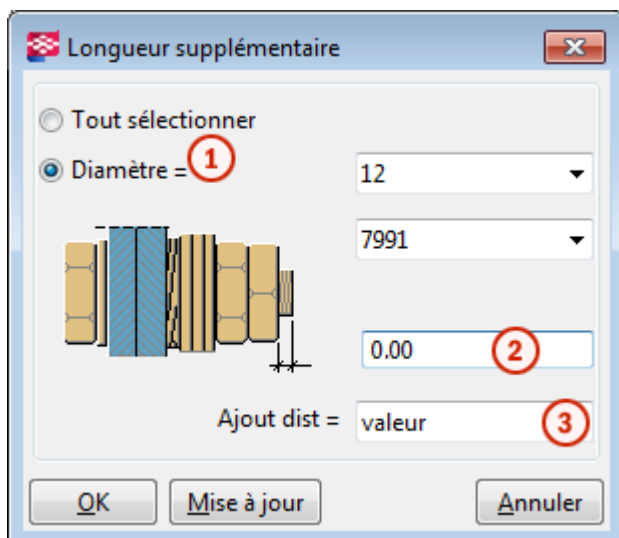 Longueur supplémentaire
Tout sélectionner
Diamètre = 1
12
7991
0.00 2
Ajout dist = valeur 3
OK Mise à jour Annuler